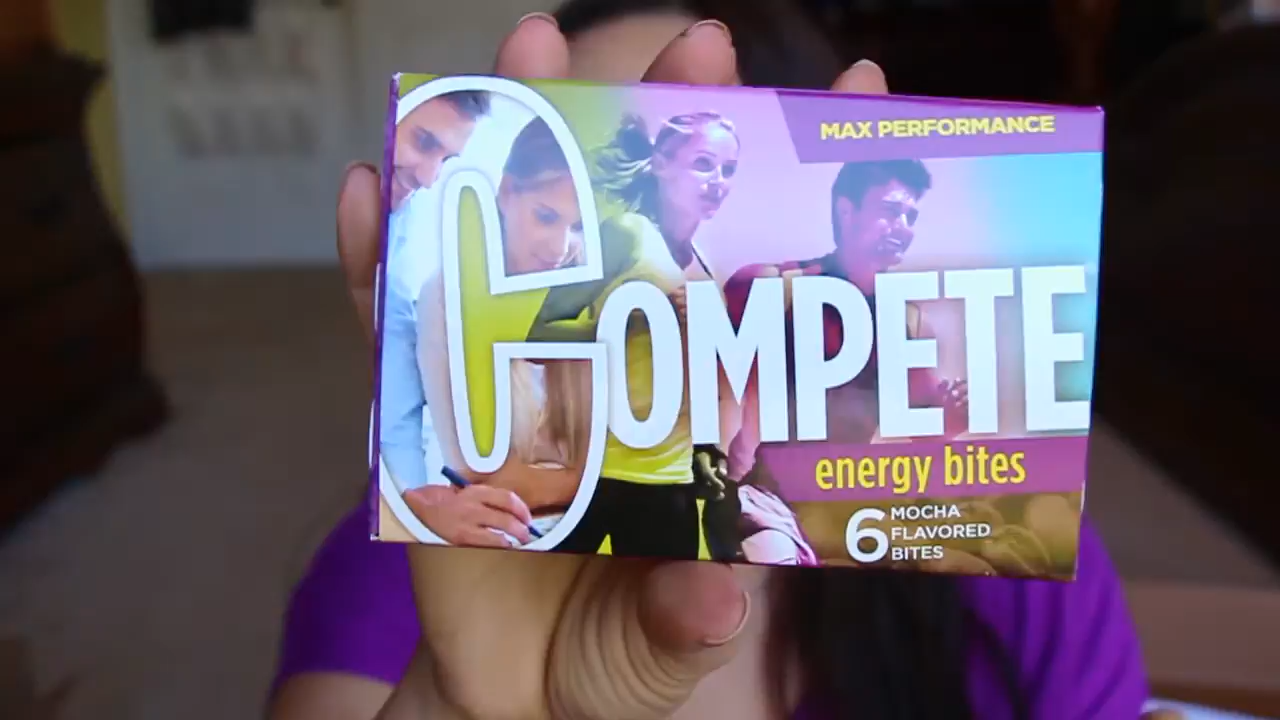 MAX PERFORMANCE
COMPETE
energy bites
6 MOCHA
FLAVORED
BITES